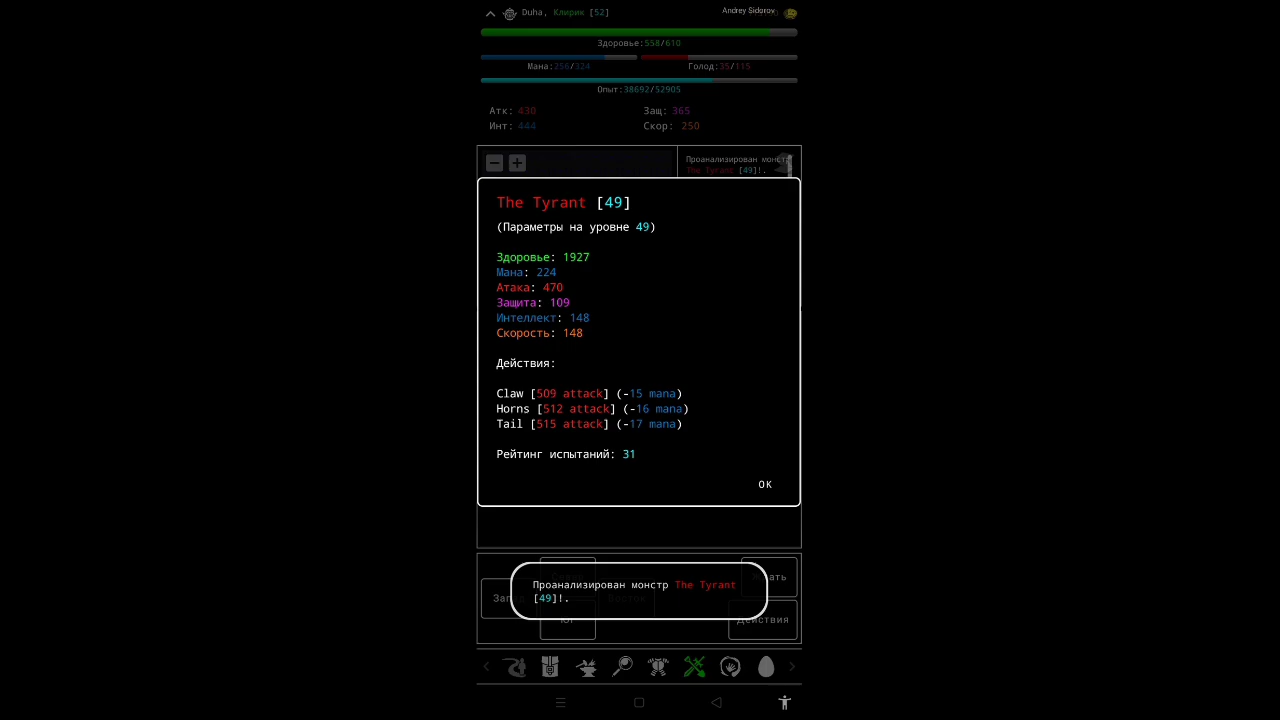 Duha, Клирик [52]
Andrey Sidorov
Здоровье:558/610
Мана:256/324
Голод:35/115
Опыт:38692/52905
Атк: 430
Защ: 365
Инт: 444
Скор: 250
Проанализирован монстр
The Tyrant [49]!.
The Tyrant [49]
(Параметры на уровне 49)
Здоровье: 1927
Мана: 224
Атака: 470
Защита: 109
Интеллект: 148
Скорость: 148
Действия:
Claw [509 attack] (-15 mana)
Horns [512 attack] (-16 mana)
Tail [515 attack] (-17 mana)
Рейтинг испытаний: 31
OK
Проанализирован монстр The Tyrant
[49]!.
Восток
Юг
Действия